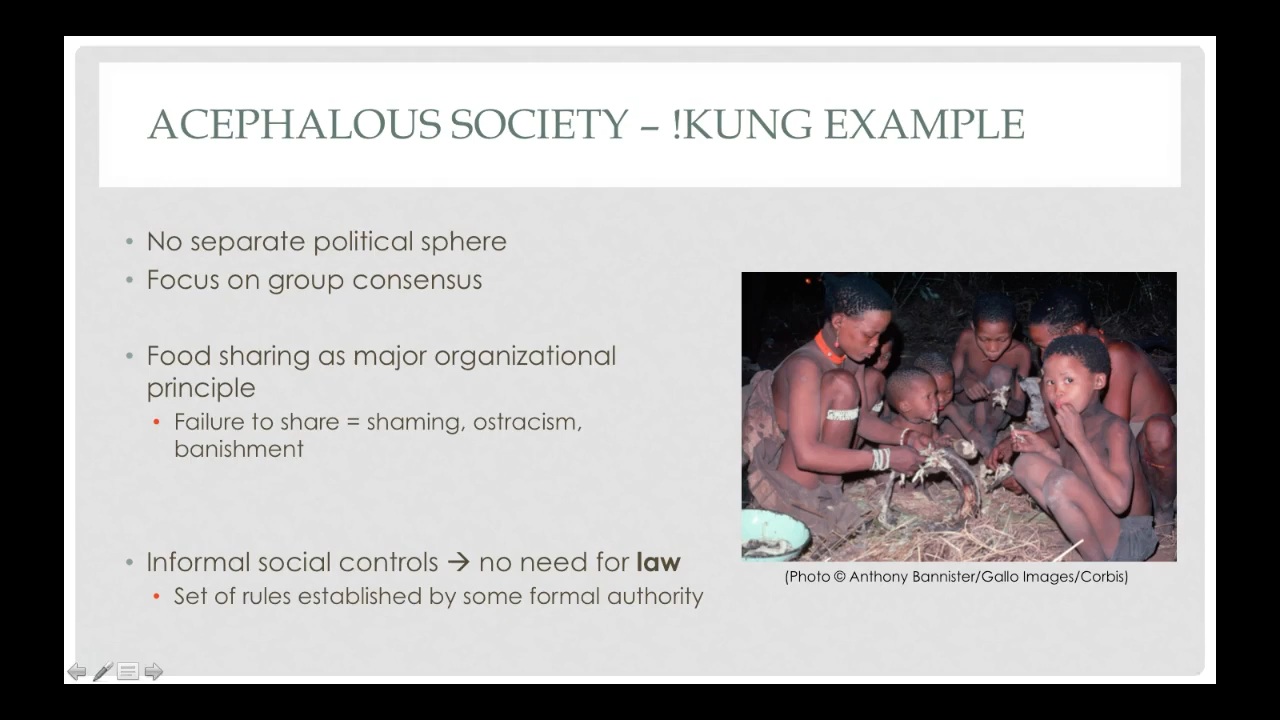 ACEPHALOUS SOCIETY – !KUNG EXAMPLE
• No separate political sphere
• Focus on group consensus
• Food sharing as major organizational
principle
• Failure to share = shaming, ostracism,
banishment
• Informal social controls → no need for law
• Set of rules established by some formal authority
(Photo © Anthony Bannister/Gallo Images/Corbis)